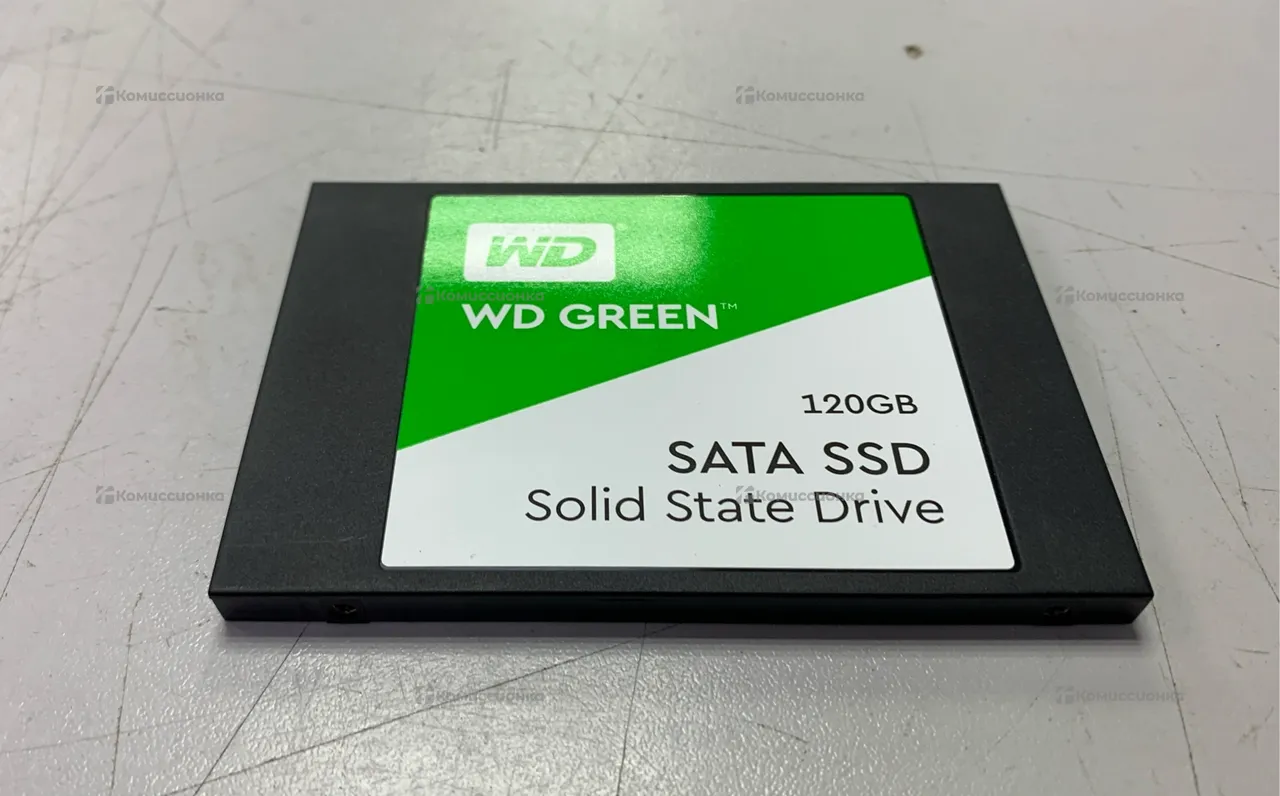 Комиссионка
Комиссионка
WD
Комиссионка
Комиссионка
WD GREEN™
120GB
SATA SSD
Комиссионка
Комиссионка
Solid State Drive
Комиссионка
Комиссионка